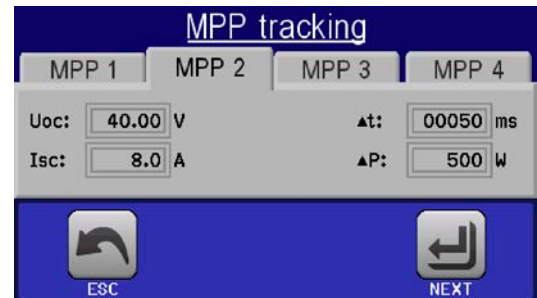 MPP tracking
MPP 1 MPP 2 MPP 3 MPP 4
Uoc: 40.00 V ▲t: 00050 ms
Isc: 8.0 A ▲P: 500 W
ESC NEXT